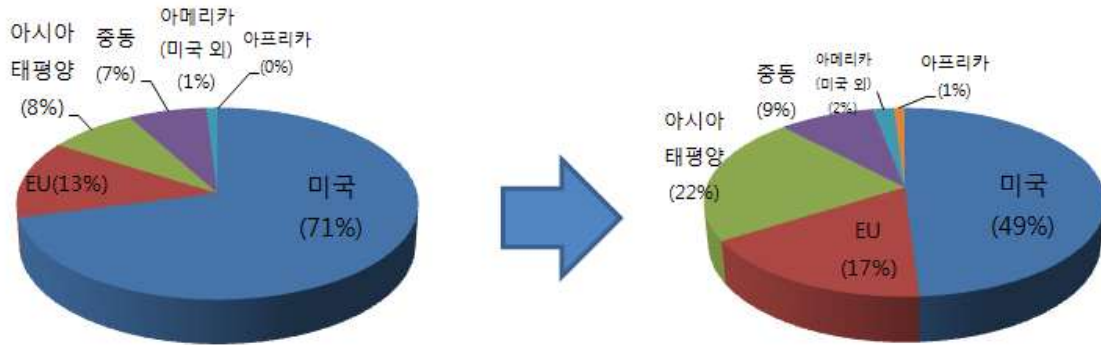 아시아
태평양
(8%)
중동
(7%)
아메리카
(미국 외)
(1%)
아프리카
(0%)
EU(13%)
미국
(71%)
아시아
태평양
(22%)
중동
(9%)
아메리카
(미국 외)
(2%)
아프리카
(1%)
EU
(17%)
미국
(49%)